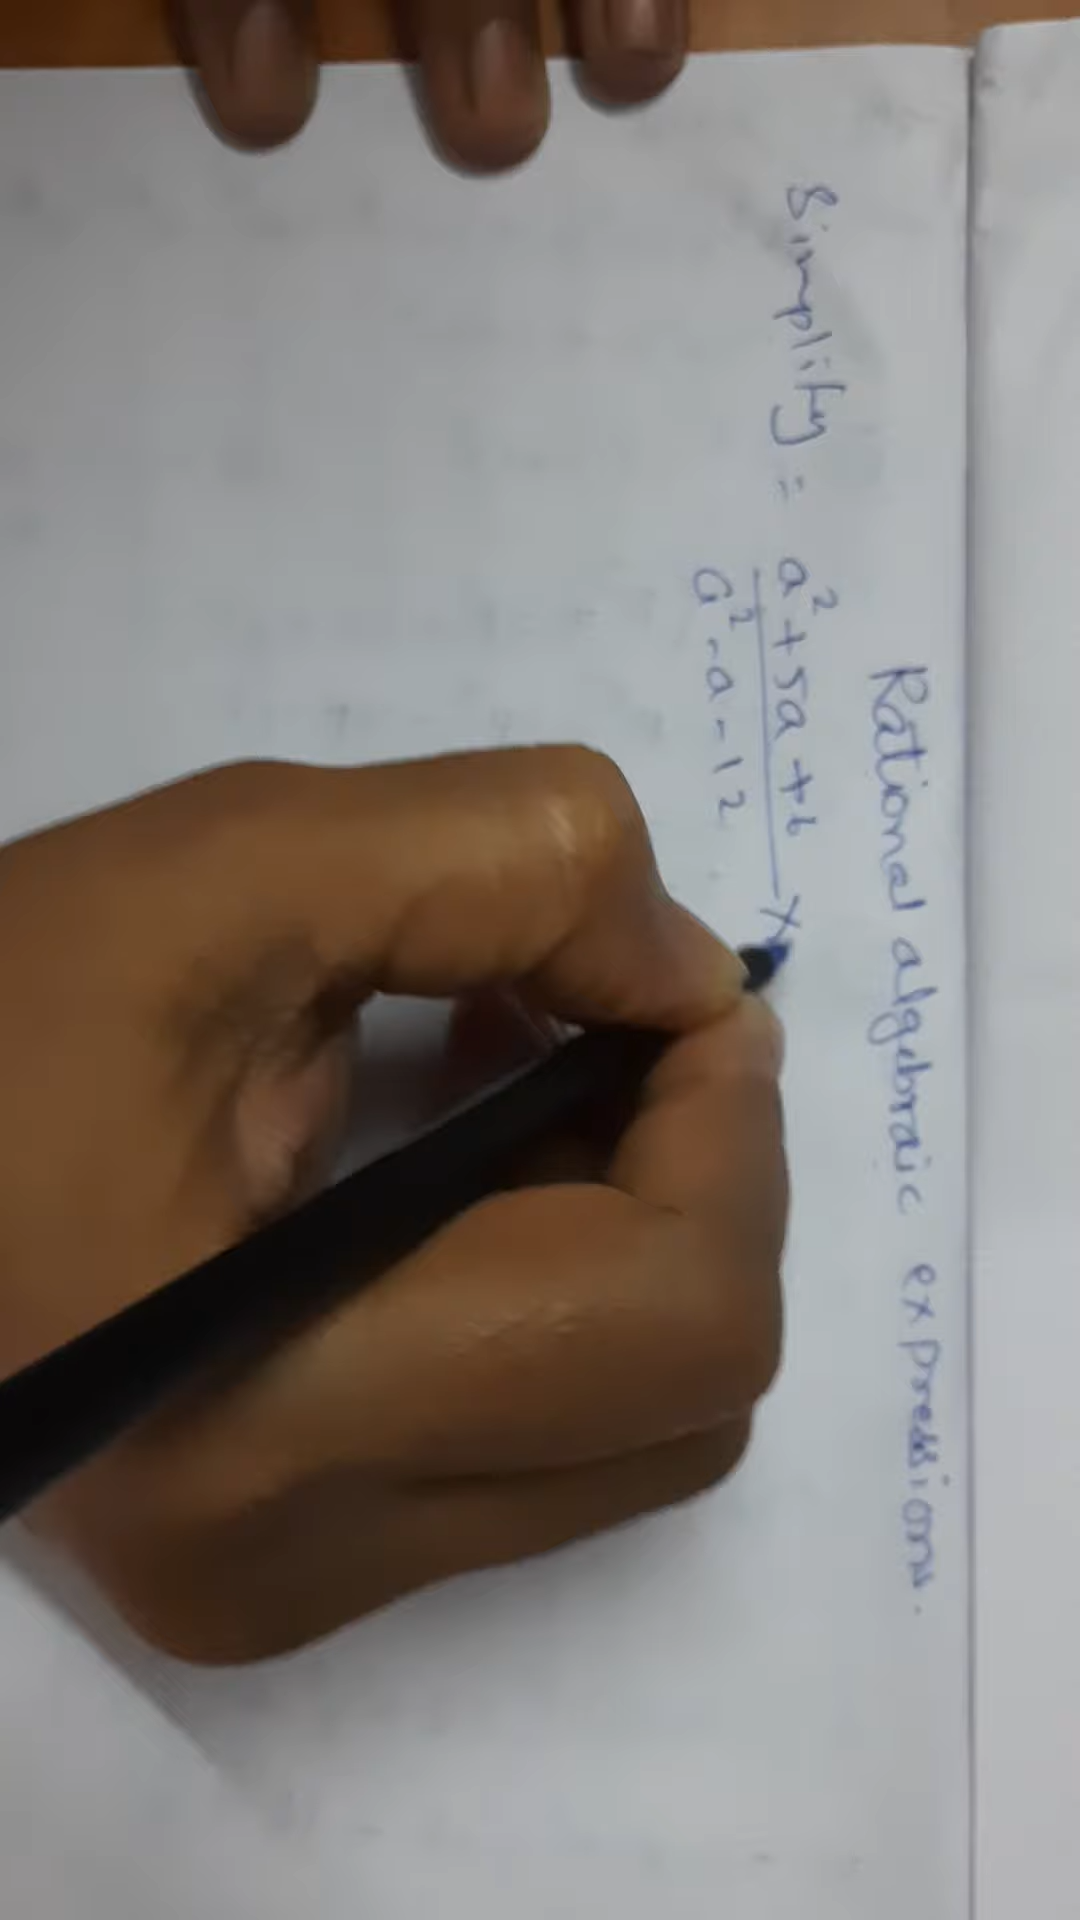 Rational algebraic expressions.
Simplify = a² + 5a + 6 ×
a² - a - 12